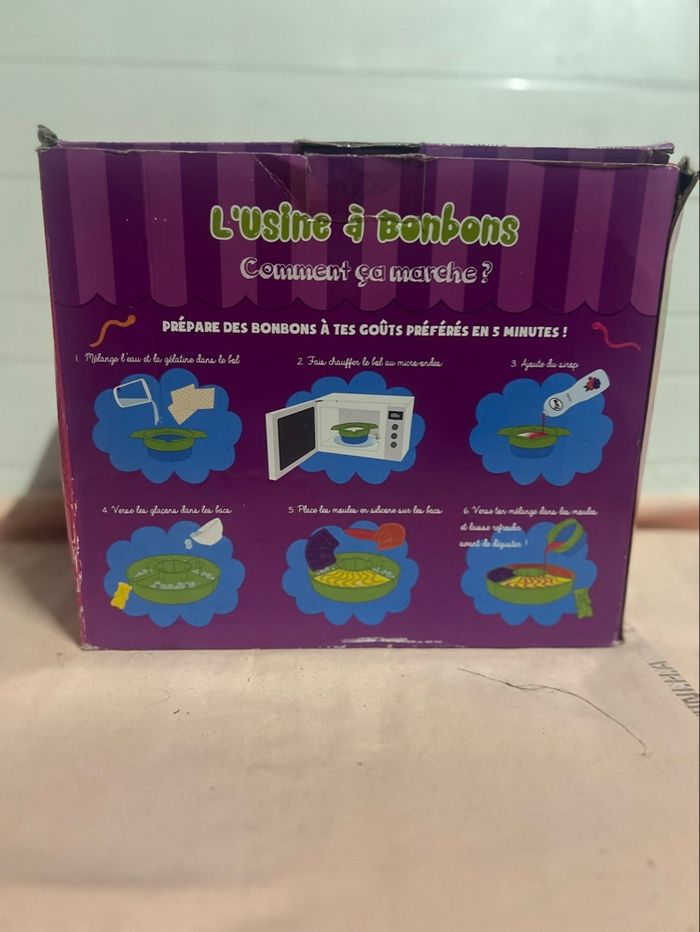 L'Usine à Bonbons
Comment ça marche ?
PRÉPARE DES BONBONS À TES GOÛTS PRÉFÉRÉS EN 5 MINUTES !
1. Mélange l'eau et la gélatine dans le bol
2. Fais chauffer le bol au micro-ondes
3. Ajoute du sirop
4. Verse les glaçons dans les bacs
5. Place les moules en silicone sur les bacs
6. Verse ton mélange dans les moules
et laisse refroidir
avant de déguster !